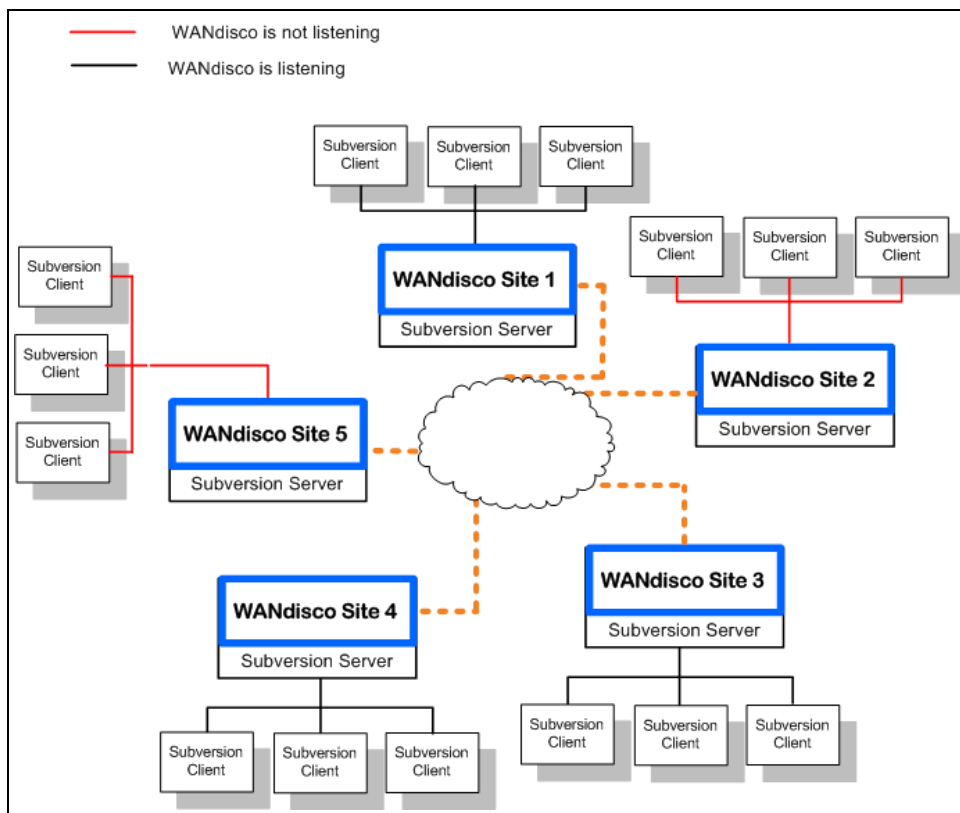 WANdisco is not listening
WANdisco is listening
Subversion
Client
Subversion
Client
Subversion
Client
WANdisco Site 1
Subversion Server
Subversion
Client
Subversion
Client
Subversion
Client
WANdisco Site 2
Subversion Server
Subversion
Client
Subversion
Client
Subversion
Client
WANdisco Site 5
Subversion Server
WANdisco Site 3
Subversion Server
Subversion
Client
Subversion
Client
Subversion
Client
WANdisco Site 4
Subversion Server
Subversion
Client
Subversion
Client
Subversion
Client